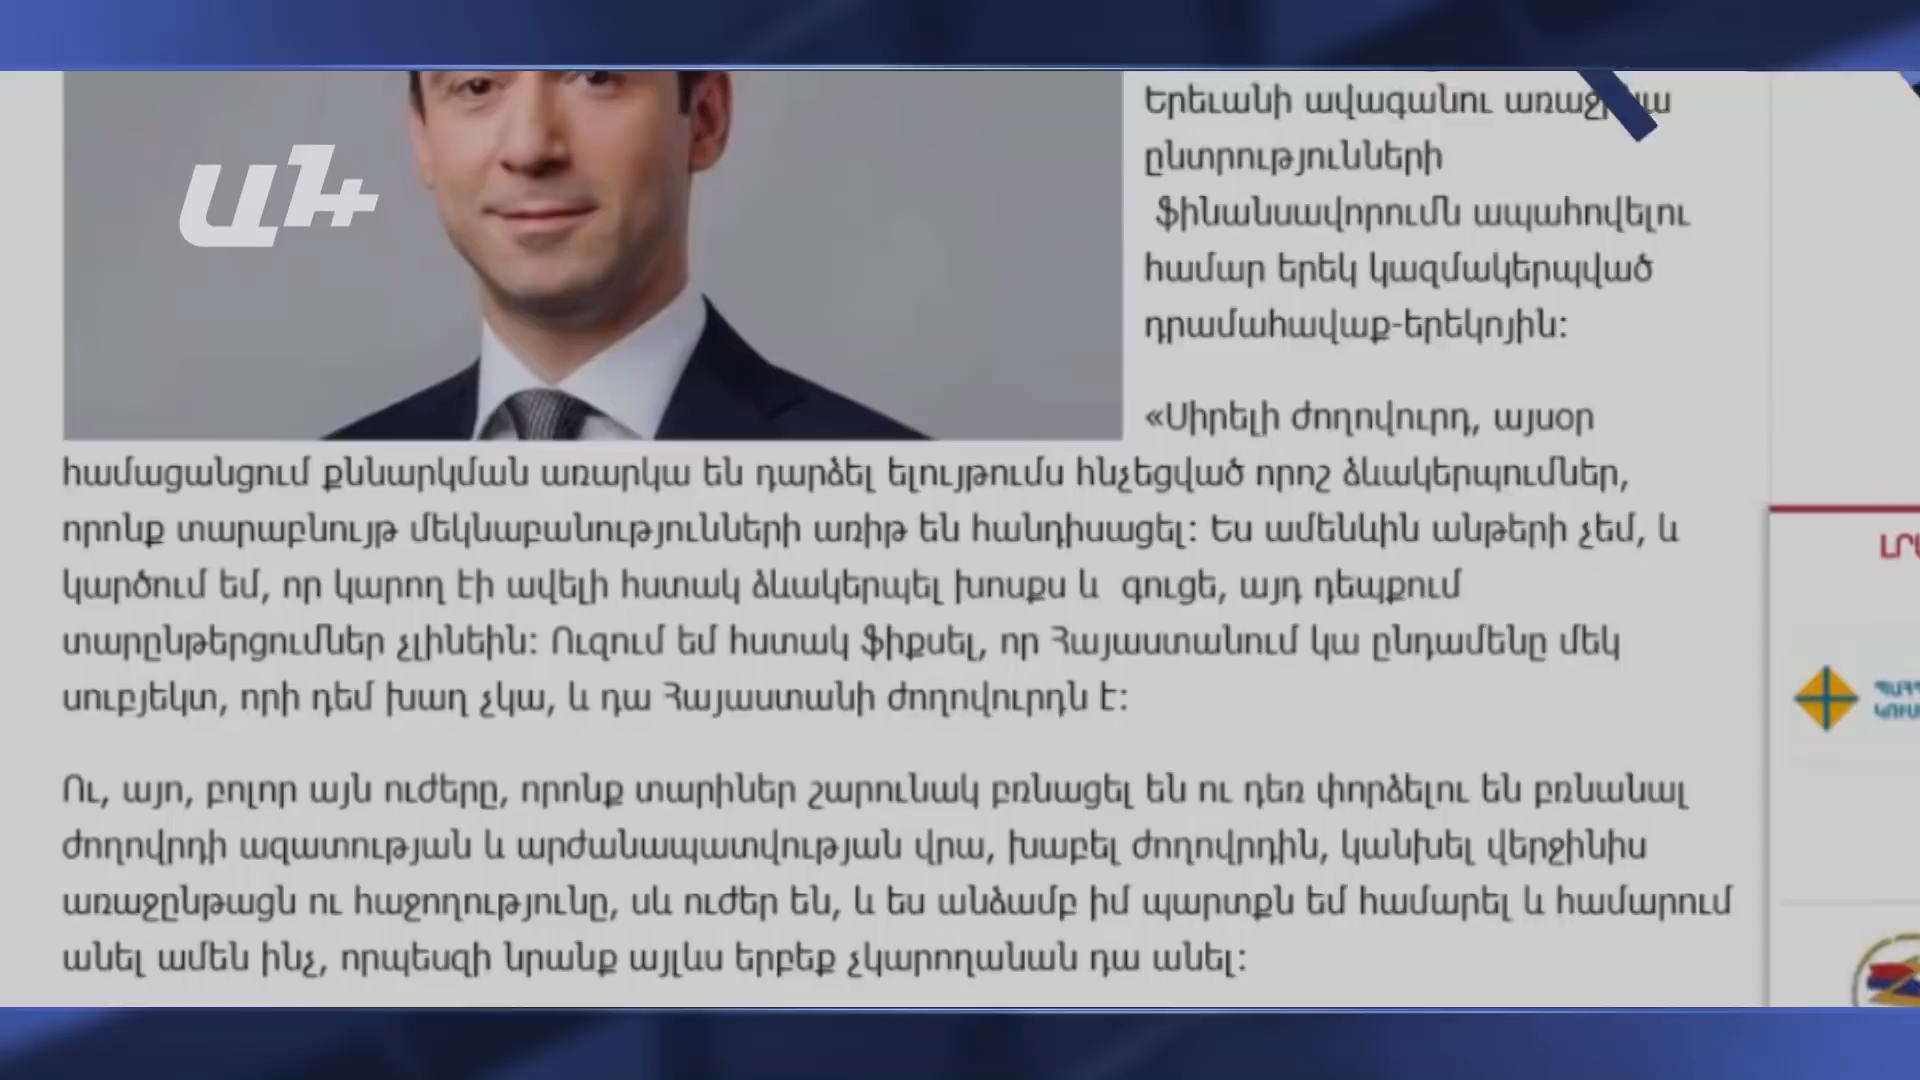 ԱՆ+
Երեւանի ավագանու
ընտրությունների
ֆինանսավորումն ապահովելու
համար երեկ կազմակերպված
դրամահավաք-երեկոյին:
«Սիրելի ժողովուրդ, այսօր
համացանցում քննարկման առարկա են դարձել ելույթումս հնչեցված որոշ ձևակերպումներ,
որոնք տարաբնույթ մեկնաբանությունների առիթ են հանդիսացել: Ես ամենևին անթերի չեմ, և
կարծում եմ, որ կարող էի ավելի հստակ ձևակերպել խոսքս և գուցե, այդ դեպքում
տարընթերցումներ չլինեին: Ուզում եմ հստակ ֆիքսել, որ Հայաստանում կա ընդամենը մեկ
սուբյեկտ, որի դեմ խաղ չկա, և դա Հայաստանի ժողովուրդն է:
Ու, այո, բոլոր այն ուժերը, որոնք տարիներ շարունակ բռնացել են ու դեռ փորձելու են բռնանալ
ժողովրդի ազատության և արժանապատվության վրա, խաբել ժողովրդին, կանխել վերջինիս
առաջընթացն ու հաջողությունը, սև ուժեր են, և ես անձամբ իմ պարտքն եմ համարել և համարում
անել ամեն ինչ, որպեսզի նրանք այլևս երբեք չկարողանան դա անել: